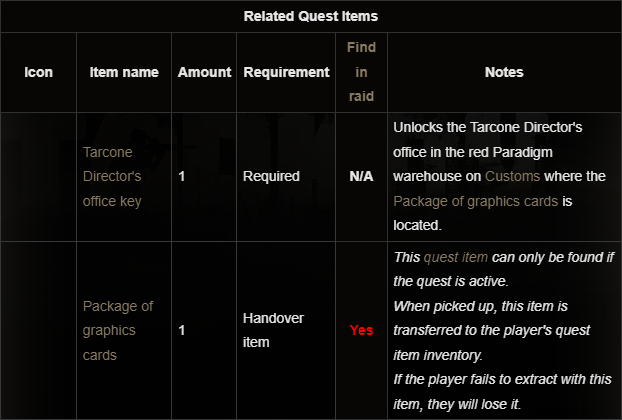 Related Quest Items
Icon
Item name
Amount
Requirement
Find
in
raid
Notes
Tarcone
Director's
office key
1
Required
N/A
Unlocks the Tarcone Director's
office in the red Paradigm
warehouse on Customs where the
Package of graphics cards is
located.
Package of
graphics
cards
1
Handover
item
Yes
This quest item can only be found if
the quest is active.
When picked up, this item is
transferred to the player's quest
item inventory.
If the player fails to extract with this
item, they will lose it.